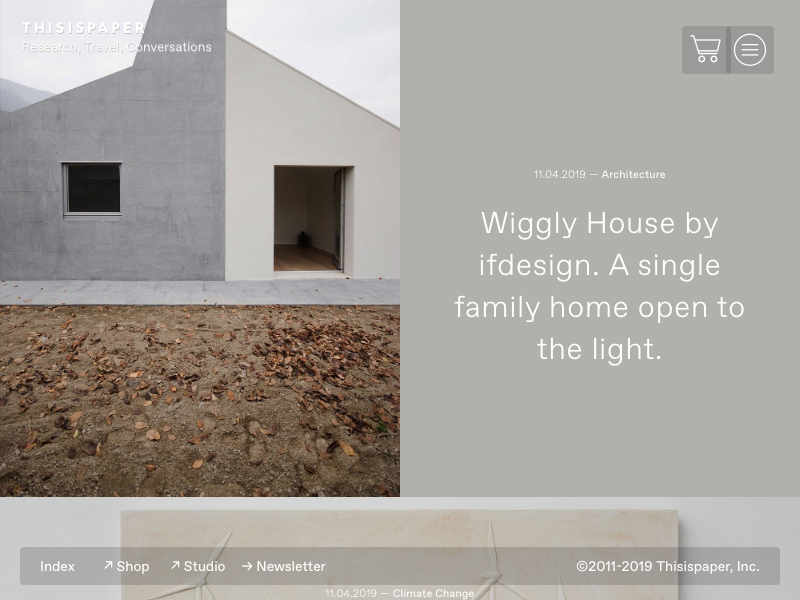 THISISPAPER
Research, Travel, Conversations
11.04.2019 — Architecture
Wiggly House by
ifdesign. A single
family home open to
the light.
Index ↗ Shop ↗ Studio → Newsletter ©2011-2019 Thisispaper, Inc.
11.04.2019 — Climate Change